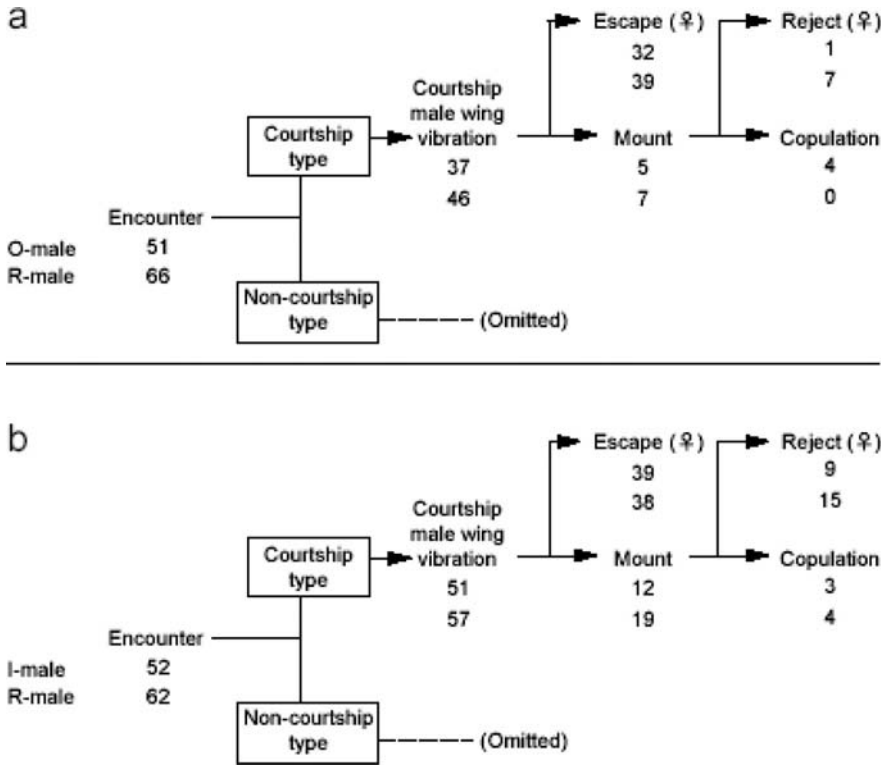 a
Escape (♀) Reject (♀)
32 1
39 7
Courtship
male wing
vibration Mount Copulation
37 5 4
46 7 0
Courtship
type
Encounter
O-male 51
R-male 66
Non-courtship
type
(Omitted)
b
Escape (♀) Reject (♀)
39 9
38 15
Courtship
male wing
vibration Mount Copulation
51 12 3
57 19 4
Courtship
type
Encounter
I-male 52
R-male 62
Non-courtship
type
(Omitted)